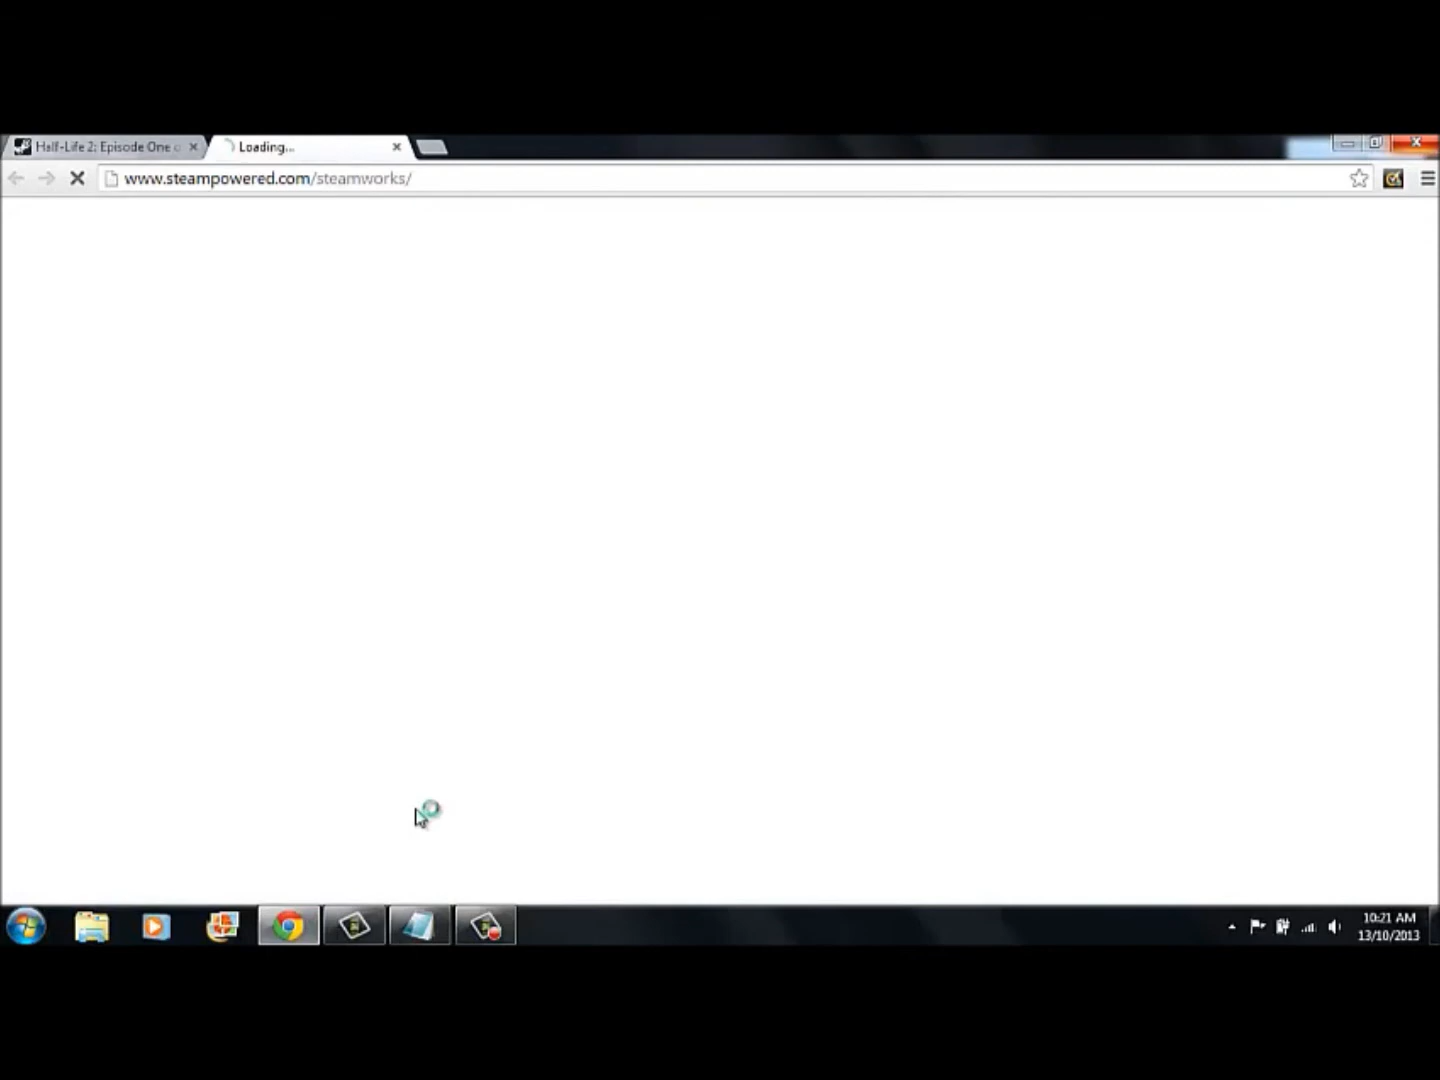 Half-Life 2: Episode One
Loading...
www.steampowered.com/steamworks/
10:21 AM
13/10/2013